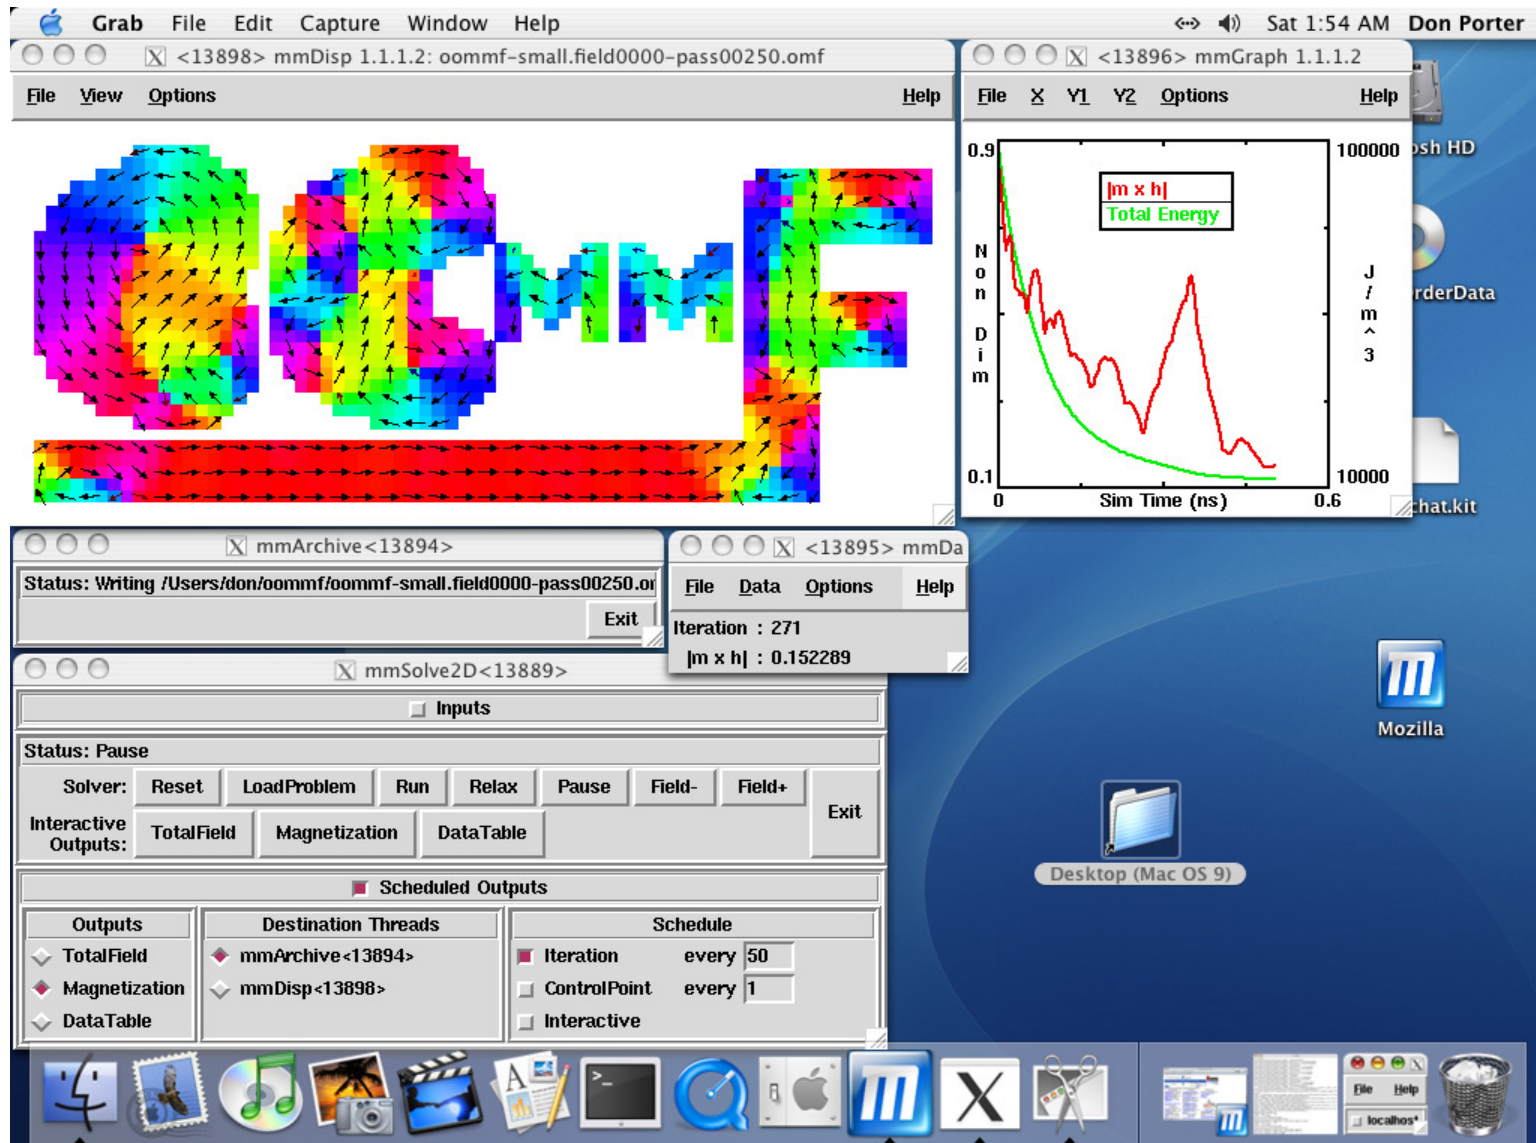 Grab File Edit Capture Window Help Sat 1:54 AM Don Porter
<13898> mmDisp 1.1.1.2: oommf-small.field0000-pass00250.omf
File View Options Help
<13896> mmGraph 1.1.1.2
File X Y1 Y2 Options Help
0.9
100000
|m x h|
Total Energy
Non Dim
J/m^3
0.1
10000
0 Sim Time (ns) 0.6
osh HD
rderData
chat.kit
mmArchive<13894>
Status: Writing /Users/don/oommf/oommf-small.field0000-pass00250.or
Exit
<13895> mmDa
File Data Options Help
Iteration : 271
|m x h| : 0.152289
mmSolve2D<13889>
Inputs
Status: Pause
Solver: Reset LoadProblem Run Relax Pause Field- Field+
Exit
Interactive
Outputs: TotalField Magnetization DataTable
Scheduled Outputs
Outputs Destination Threads Schedule
TotalField mmArchive<13894> Iteration every 50
Magnetization mmDisp<13898> ControlPoint every 1
DataTable Interactive
Mozilla
Desktop (Mac OS 9)
File Help
localhos